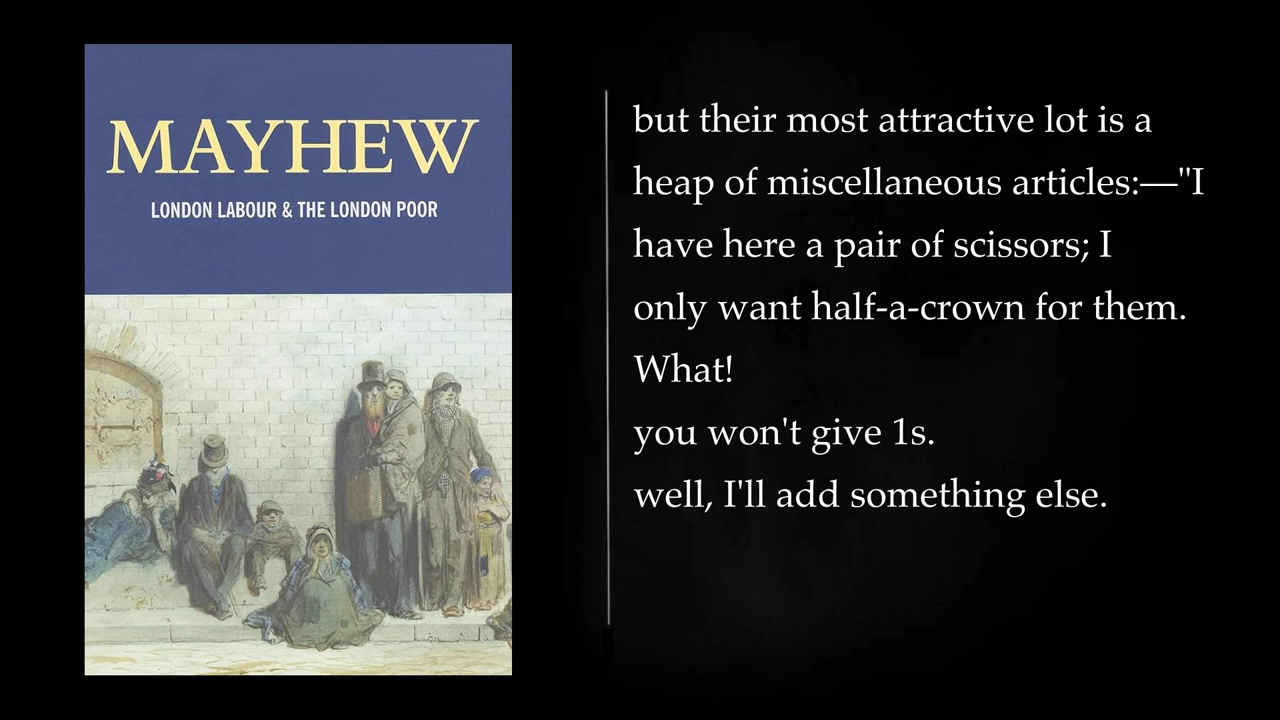 MAYHEW
LONDON LABOUR & THE LONDON POOR
but their most attractive lot is a
heap of miscellaneous articles:—"I
have here a pair of scissors; I
only want half-a-crown for them.
What!
you won't give 1s.
well, I'll add something else.